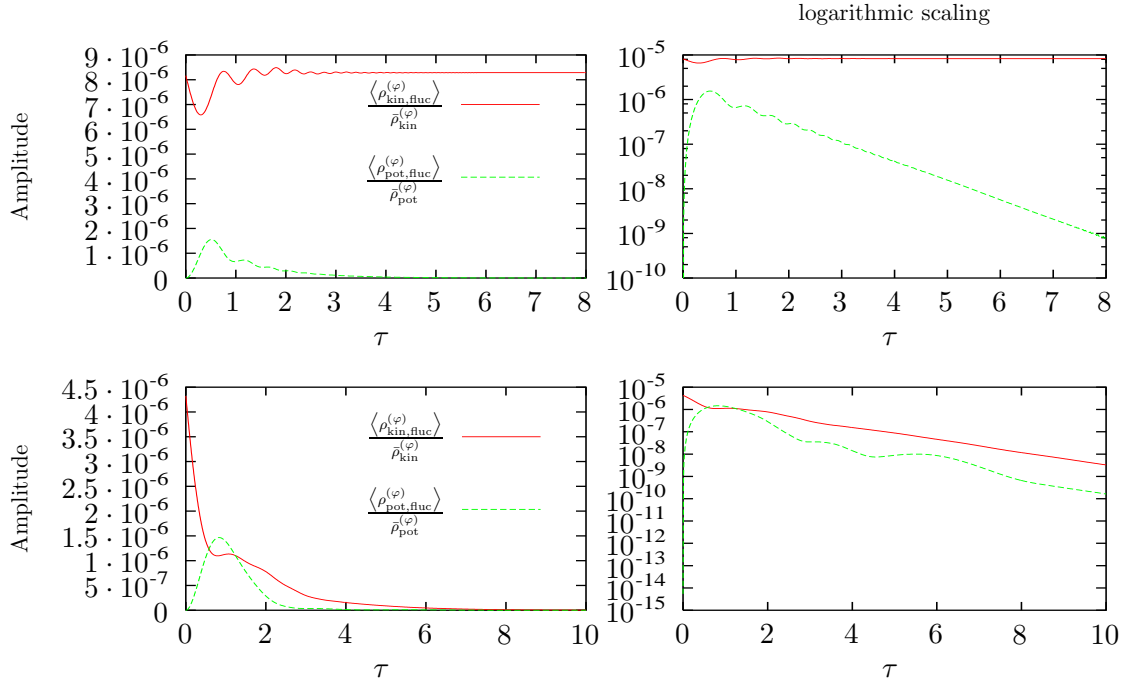 logarithmic scaling
Amplitude
9 · 10^-6
8 · 10^-6
7 · 10^-6
6 · 10^-6
5 · 10^-6
4 · 10^-6
3 · 10^-6
2 · 10^-6
1 · 10^-6
0
⟨ρ_kin,fluc^(φ)⟩ / ρ̄_kin^(φ)
⟨ρ_pot,fluc^(φ)⟩ / ρ̄_pot^(φ)
0 1 2 3 4 5 6 7 8
τ
10^-5
10^-6
10^-7
10^-8
10^-9
10^-10
0 1 2 3 4 5 6 7 8
τ
Amplitude
4.5 · 10^-6
4 · 10^-6
3.5 · 10^-6
3 · 10^-6
2.5 · 10^-6
2 · 10^-6
1.5 · 10^-6
1 · 10^-6
5 · 10^-7
0
⟨ρ_kin,fluc^(φ)⟩ / ρ̄_kin^(φ)
⟨ρ_pot,fluc^(φ)⟩ / ρ̄_pot^(φ)
0 2 4 6 8 10
τ
10^-5
10^-6
10^-7
10^-8
10^-9
10^-10
10^-11
10^-12
10^-13
10^-14
10^-15
0 2 4 6 8 10
τ